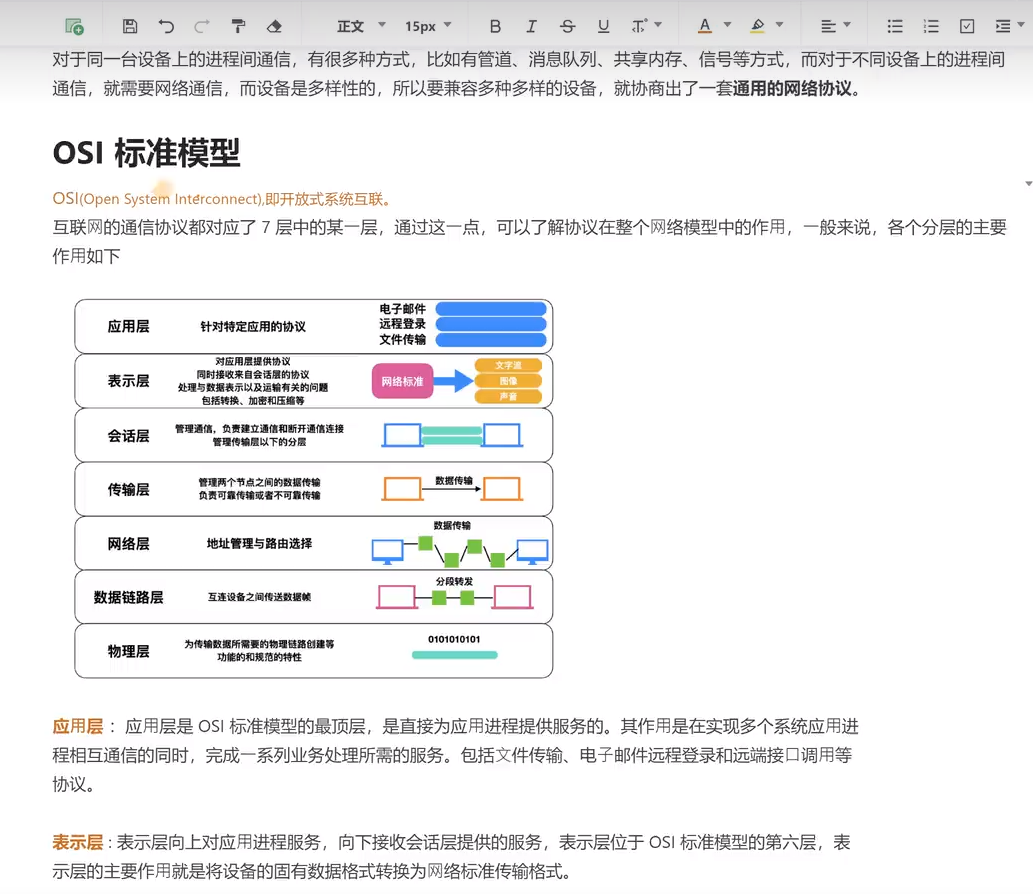 正文 15px B I S U T A
对于同一台设备上的进程间通信，有很多种方式，比如有管道、消息队列、共享内存、信号等方式，而对于不同设备上的进程间
通信，就需要网络通信，而设备是多样性的，所以要兼容多种多样的设备，就协商出了一套通用的网络协议。
OSI 标准模型
OSI(Open System Interconnect),即开放式系统互联。
互联网的通信协议都对应了 7 层中的某一层，通过这一点，可以了解协议在整个网络模型中的作用，一般来说，各个分层的主要
作用如下
应用层
针对特定应用的协议
电子邮件
远程登录
文件传输
表示层
对应用层提供协议
同时接收来自会话层的协议
处理与数据表示以及运输有关的问题
包括转换、加密和压缩等
网络标准
文字流
图像
声音
会话层
管理通信，负责建立通信和断开通信连接
管理传输层以下的分层
传输层
管理两个节点之间的数据传输
负责可靠传输或者不可靠传输
数据传输
网络层
地址管理与路由选择
数据传输
数据链路层
互连设备之间传送数据帧
分段转发
物理层
为传输数据所需要的物理链路创建等
功能的和规范的特性
0101010101
应用层 ：应用层是 OSI 标准模型的最顶层，是直接为应用进程提供服务的。其作用是在实现多个系统应用进
程相互通信的同时，完成一系列业务处理所需的服务。包括文件传输、电子邮件远程登录和远端接口调用等
协议。
表示层 : 表示层向上对应用进程服务，向下接收会话层提供的服务，表示层位于 OSI 标准模型的第六层，表
示层的主要作用就是将设备的固有数据格式转换为网络标准传输格式。